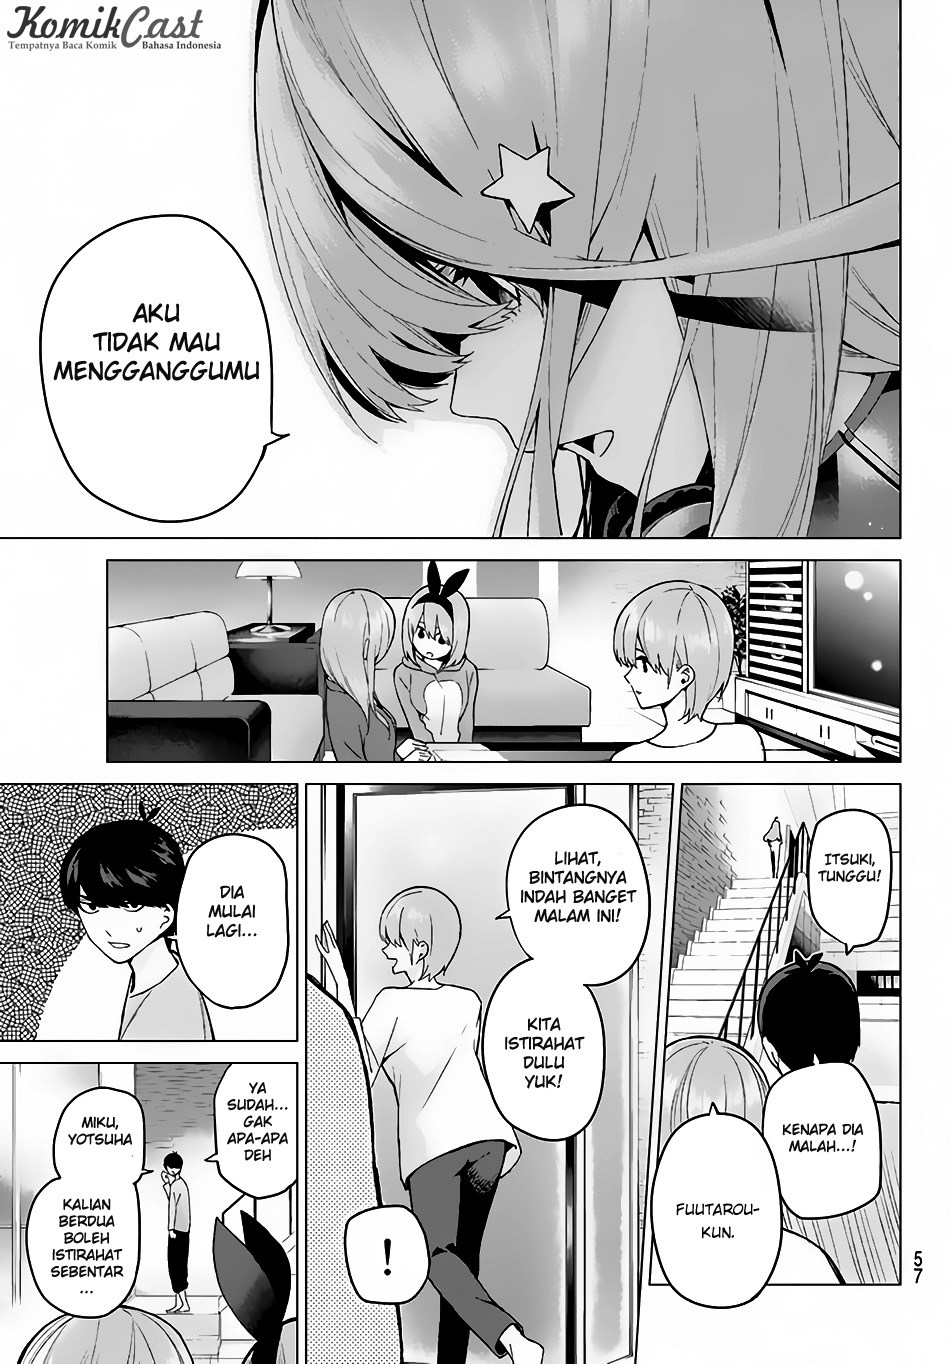 KomikCast
Tempatnya Baca Komik Bahasa Indonesia
AKU
TIDAK MAU
MENGGANGGUMU
ITSUKI,
TUNGGU!
KENAPA DIA
MALAH...!
FUUTAROU-
KUN.
LIHAT,
BINTANGNYA
INDAH BANGET
MALAM INI!
KITA
ISTIRAHAT
DULU
YUK!
!
DIA
MULAI
LAGI...
YA
SUDAH...
GAK
APA-APA
DEH
MIKU,
YOTSUHA
KALIAN
BERDUA
BOLEH
ISTIRAHAT
SEBENTAR
...
57